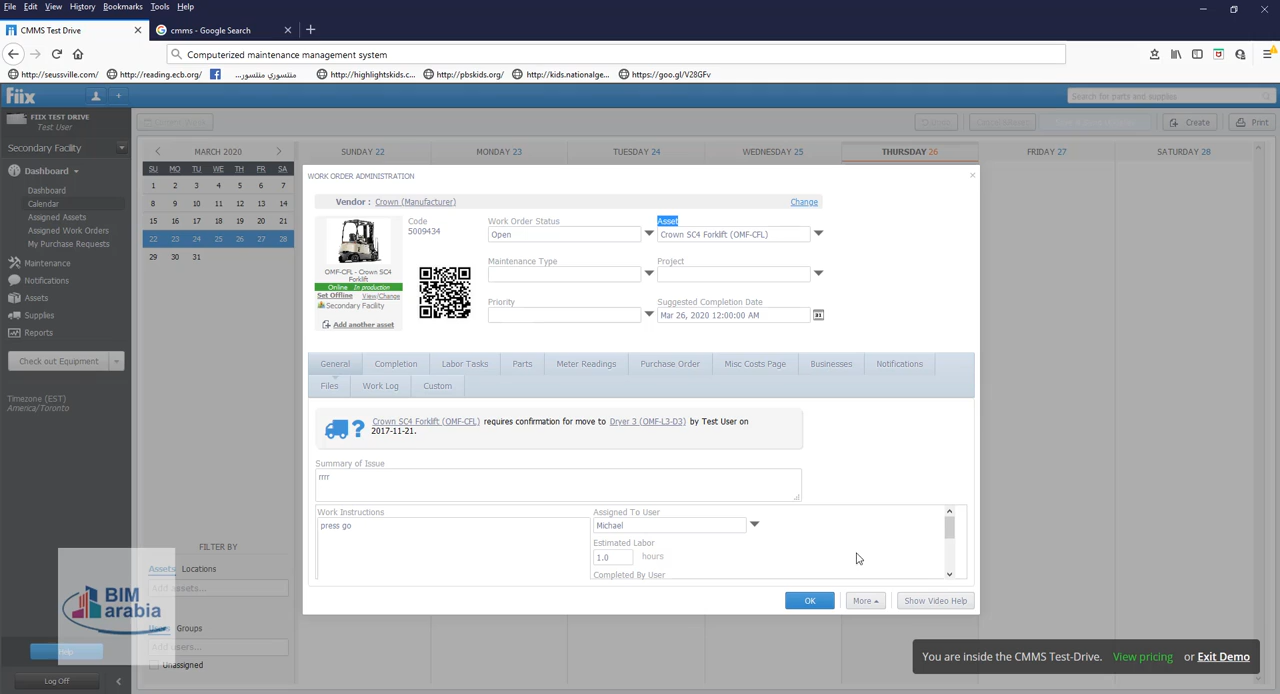 File Edit View History Bookmarks Tools Help
CMMS Test Drive
cmms - Google Search
Computerized maintenance management system
http://seussville.com/
http://reading.ecb.org/
منتسوري منتلسور...
http://highlightskids.c...
http://pbskids.org/
http://kids.nationalge...
https://goo.gl/V28GFv
fiix
Search for parts and supplies
FIIX TEST DRIVE
Test User
Create
Print
Secondary Facility
MARCH 2020
SUNDAY 22
MONDAY 23
TUESDAY 24
WEDNESDAY 25
THURSDAY 26
FRIDAY 27
SATURDAY 28
SU MO TU WE TH FR SA
1 2 3 4 5 6 7
8 9 10 11 12 13 14
15 16 17 18 19 20 21
22 23 24 25 26 27 28
29 30 31
Dashboard
Dashboard
Calendar
Assigned Assets
Assigned Work Orders
My Purchase Requests
Maintenance
Notifications
Assets
Supplies
Reports
Check out Equipment
Timezone (EST)
America/Toronto
FILTER BY
Assets Locations
Add assets...
Groups
Add users...
Unassigned
BIM
arabia
Help
Log Off
WORK ORDER ADMINISTRATION
Vendor : Crown (Manufacturer)
Change
OMF-CFL - Crown SC4
Forklift
Online In production
Set Offline View/Change
Secondary Facility
Add another asset
Code
5009434
Work Order Status
Open
Asset
Crown SC4 Forklift (OMF-CFL)
Maintenance Type
Project
Priority
Suggested Completion Date
Mar 26, 2020 12:00:00 AM
General
Completion
Labor Tasks
Parts
Meter Readings
Purchase Order
Misc Costs Page
Businesses
Notifications
Files
Work Log
Custom
Crown SC4 Forklift (OMF-CFL) requires confirmation for move to Dryer 3 (OMF-L3-D3) by Test User on
2017-11-21.
Summary of Issue
rrrr
Work Instructions
press go
Assigned To User
Michael
Estimated Labor
1.0 hours
Completed By User
OK
More
Show Video Help
You are inside the CMMS Test-Drive. View pricing or Exit Demo